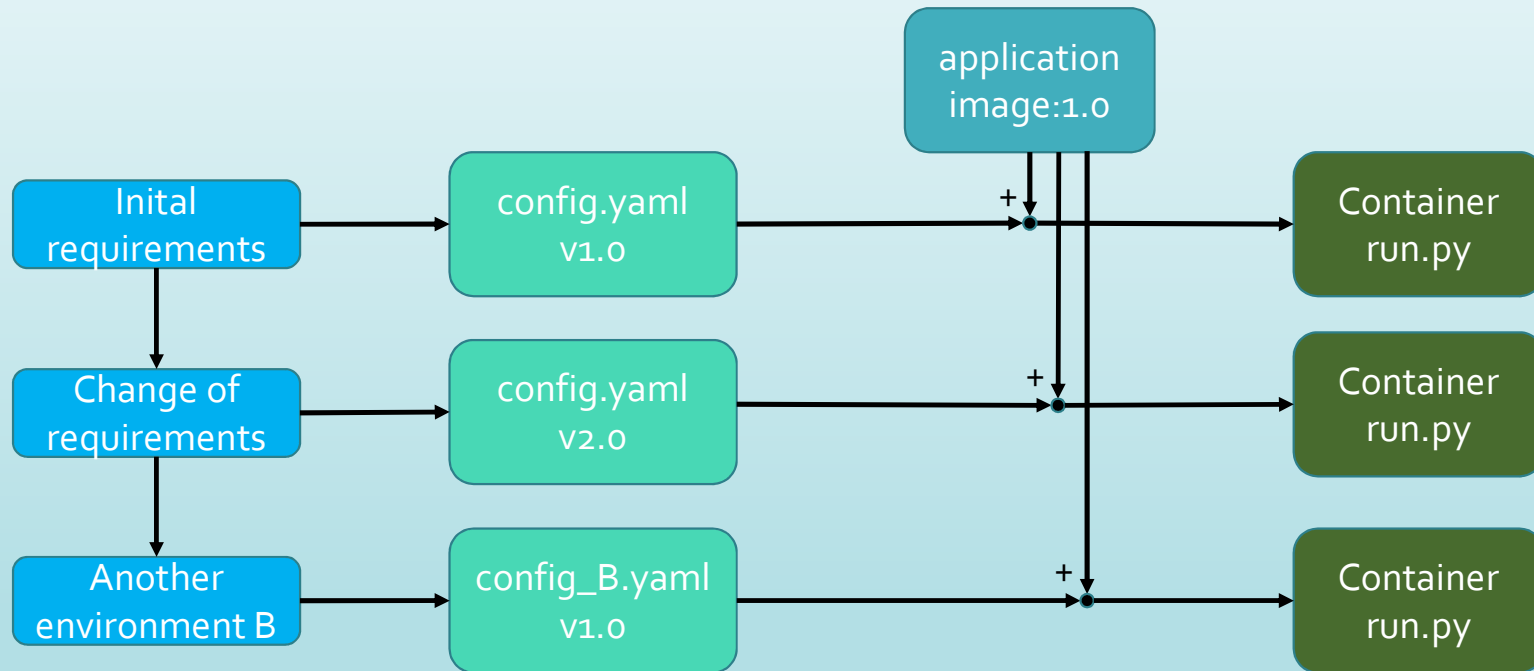 application
image:1.0
Inital
requirements
config.yaml
v1.0
+
Container
run.py
Change of
requirements
config.yaml
v2.0
+
Container
run.py
Another
environment B
config_B.yaml
v1.0
+
Container
run.py